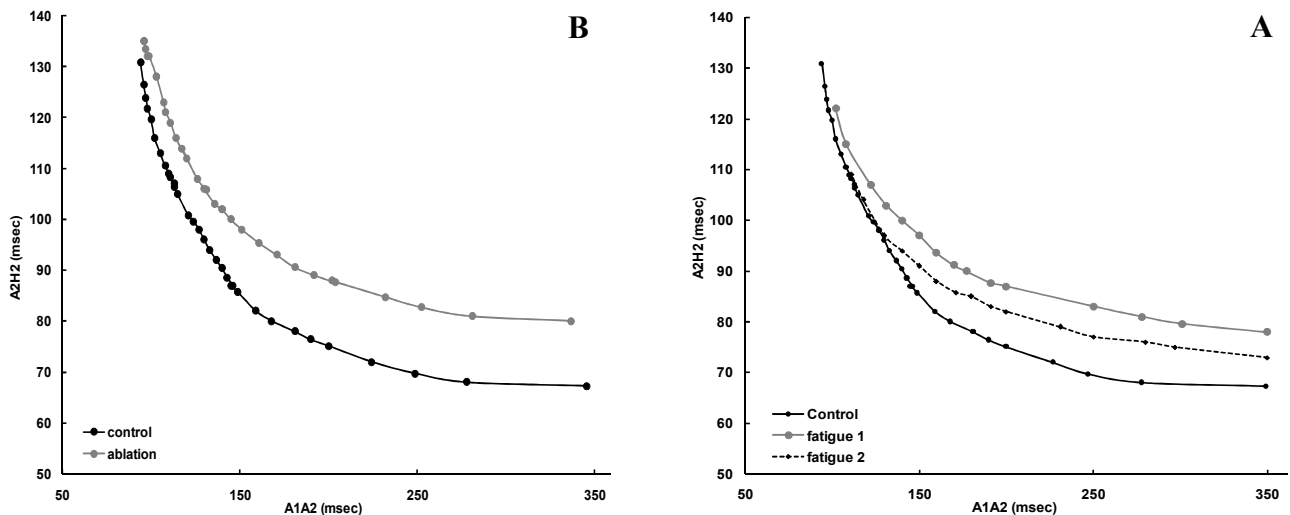 B
140
130
120
110
100
90
80
70
60
50
A2H2 (msec)
control
ablation
50
150
250
350
A1A2 (msec)
A
140
130
120
110
100
90
80
70
60
50
A2H2 (msec)
Control
fatigue 1
fatigue 2
50
150
250
350
A1A2 (msec)